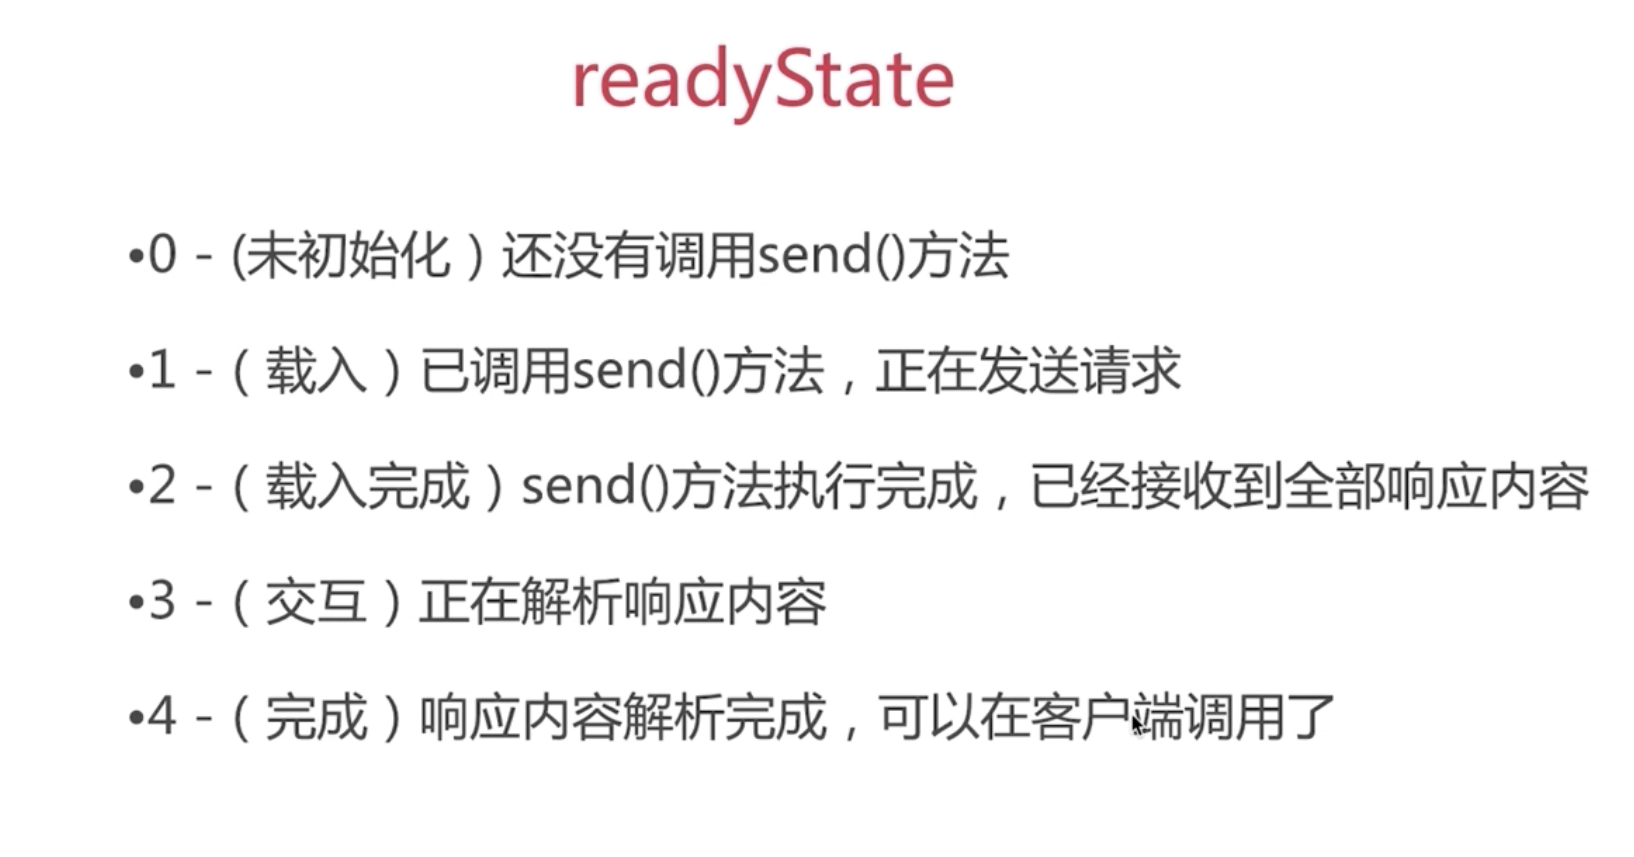 readyState
•0 - (未初始化）还没有调用send()方法
•1 -（载入）已调用send()方法，正在发送请求
•2 -（载入完成）send()方法执行完成，已经接收到全部响应内容
•3 -（交互）正在解析响应内容
•4 -（完成）响应内容解析完成，可以在客户端调用了